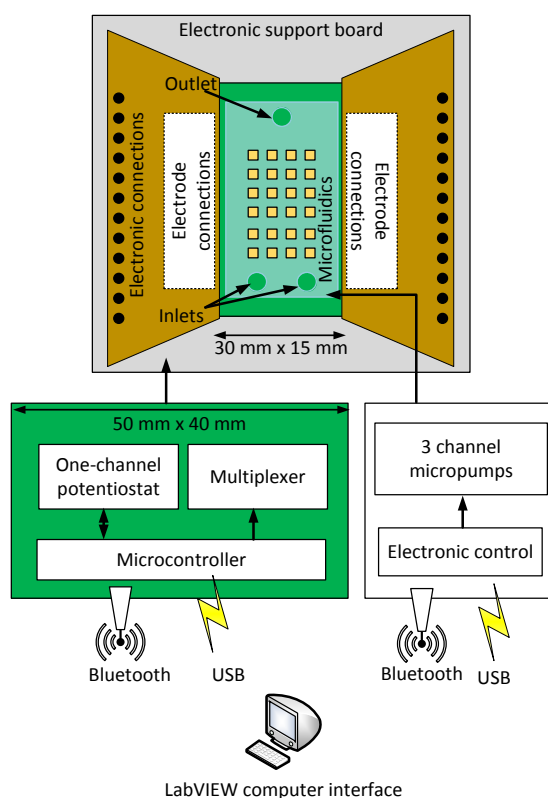 Electronic support board
Outlet
Electronic connections
Electrode
connections
Microfluidics
Electrode
connections
Inlets
30 mm x 15 mm
50 mm x 40 mm
One-channel
potentiostat
Multiplexer
Microcontroller
Bluetooth
USB
3 channel
micropumps
Electronic control
Bluetooth
USB
LabVIEW computer interface